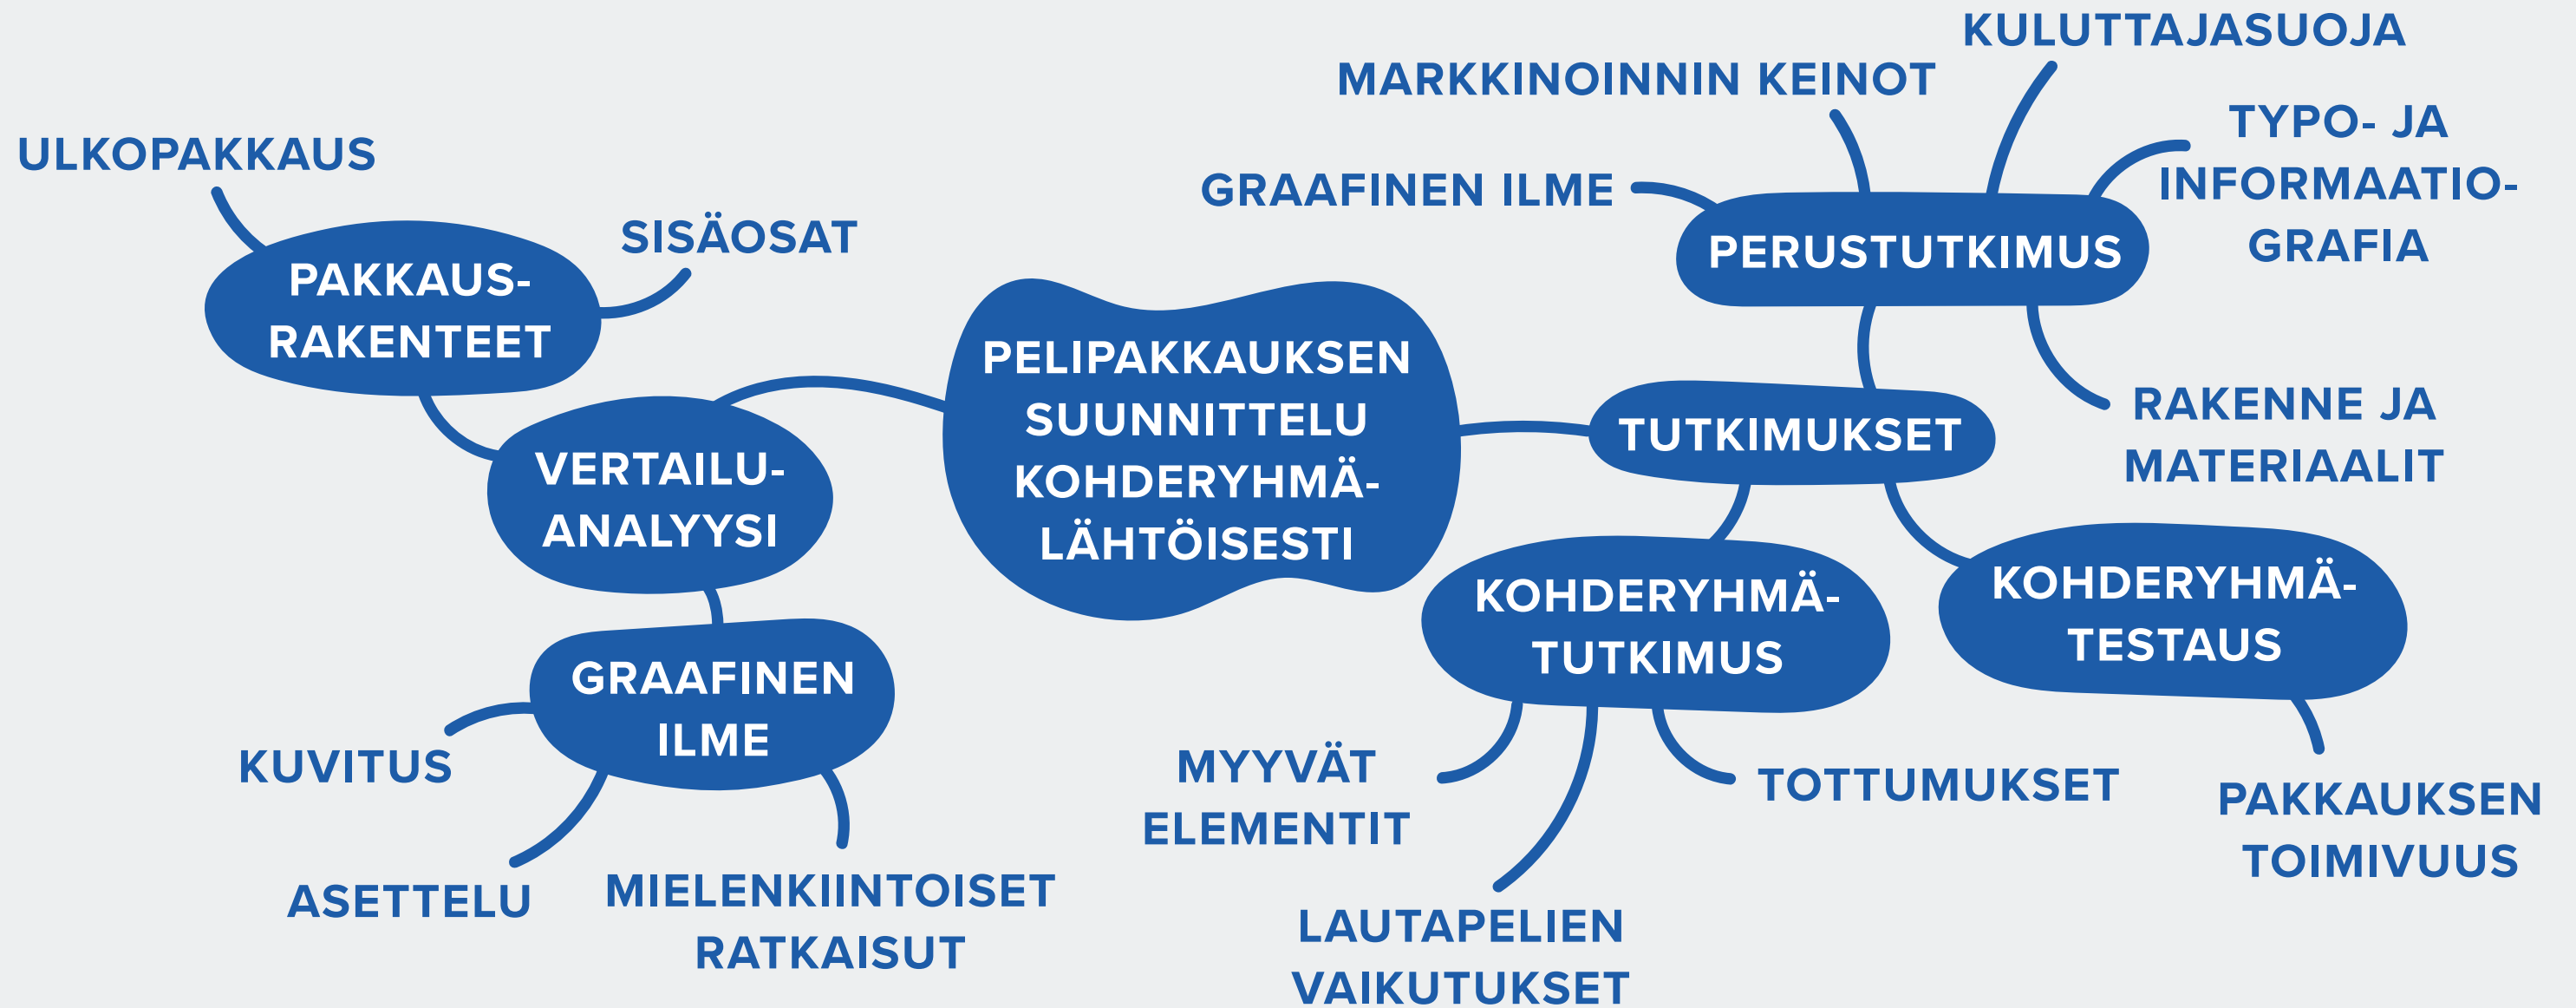 ULKOPAKKAUS
SISÄOSAT
PAKKAUS-
RAKENTEET
VERTAILU-
ANALYYSI
GRAAFINEN
ILME
KUVITUS
ASETTELU
MIELENKIINTOISET
RATKAISUT
PELIPAKKAUKSEN
SUUNNITTELU
KOHDERYHMÄ-
LÄHTÖISESTI
KULUTTAJASUOJA
MARKKINOINNIN KEINOT
GRAAFINEN ILME
TYPO- JA
INFORMAATIO-
GRAFIA
PERUSTUTKIMUS
RAKENNE JA
MATERIAALIT
TUTKIMUKSET
KOHDERYHMÄ-
TUTKIMUS
KOHDERYHMÄ-
TESTAUS
MYYVÄT
ELEMENTIT
LAUTAPELIEN
VAIKUTUKSET
TOTTUMUKSET
PAKKAUKSEN
TOIMIVUUS